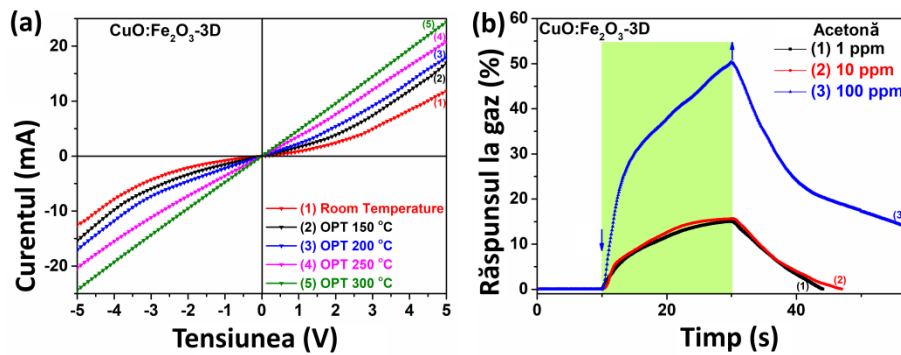 (a)
CuO:Fe₂O₃-3D
Curentul (mA)
20
10
0
-10
-20
(5)
(4)
(3)
(2)
(1)
(1) Room Temperature
(2) OPT 150 °C
(3) OPT 200 °C
(4) OPT 250 °C
(5) OPT 300 °C
-5 -4 -3 -2 -1 0 1 2 3 4 5
Tensiunea (V)
(b)
CuO:Fe₂O₃-3D
Răspunsul la gaz (%)
60
50
40
30
20
10
0
Acetonă
(1) 1 ppm
(2) 10 ppm
(3) 100 ppm
(3
(1)
(2)
0 20 40
Timp (s)